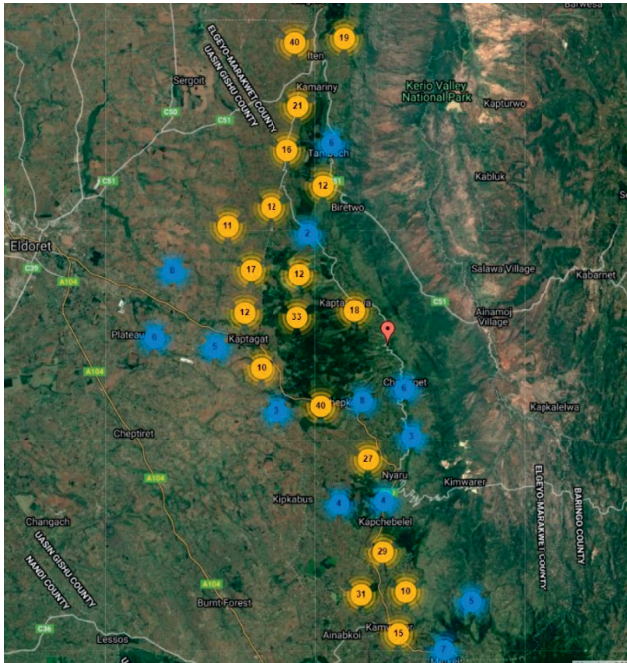 Barwesa
40
19
Iten
ELGEYO-MARAKWET COUNTY
UASIN GISHU COUNTY
Sergoit
Kamariny
Kerio Valley
National Park
21
Kapturwo
C50
C51
16
6
Tambach
C51
12
Kabluk
12
Biretwo
11
2
Eldoret
C39
A104
8
17
12
Salawa Village
Kabarnet
12
33
18
C51
Ainamoj
Village
Plateau
6
5
Kaptagat
10
A104
6
Kapkalelwa
3
40
8
Cheptiret
3
27
Nyaru
Kipkabus
4
4
Kimwarer
Kapchebelel
Changach
ELGEYO-MARAKWET COUNTY
BARINGO COUNTY
UASIN GISHU COUNTY
NANDI COUNTY
29
A104
Burnt Forest
31
10
5
C36
Lessos
Ainabkoi
15
7